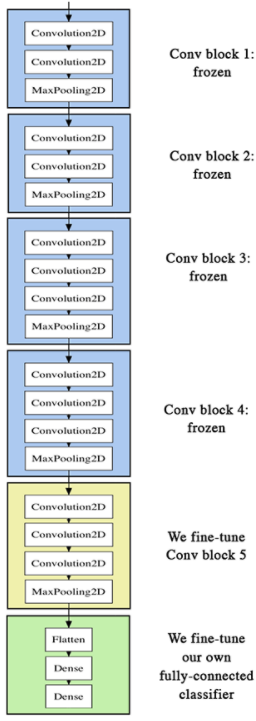 Convolution2D
Convolution2D
MaxPooling2D
Conv block 1:
frozen
Convolution2D
Convolution2D
MaxPooling2D
Conv block 2:
frozen
Convolution2D
Convolution2D
Convolution2D
MaxPooling2D
Conv block 3:
frozen
Convolution2D
Convolution2D
Convolution2D
MaxPooling2D
Conv block 4:
frozen
Convolution2D
Convolution2D
Convolution2D
MaxPooling2D
We fine-tune
Conv block 5
Flatten
Dense
Dense
We fine-tune
our own
fully-connected
classifier